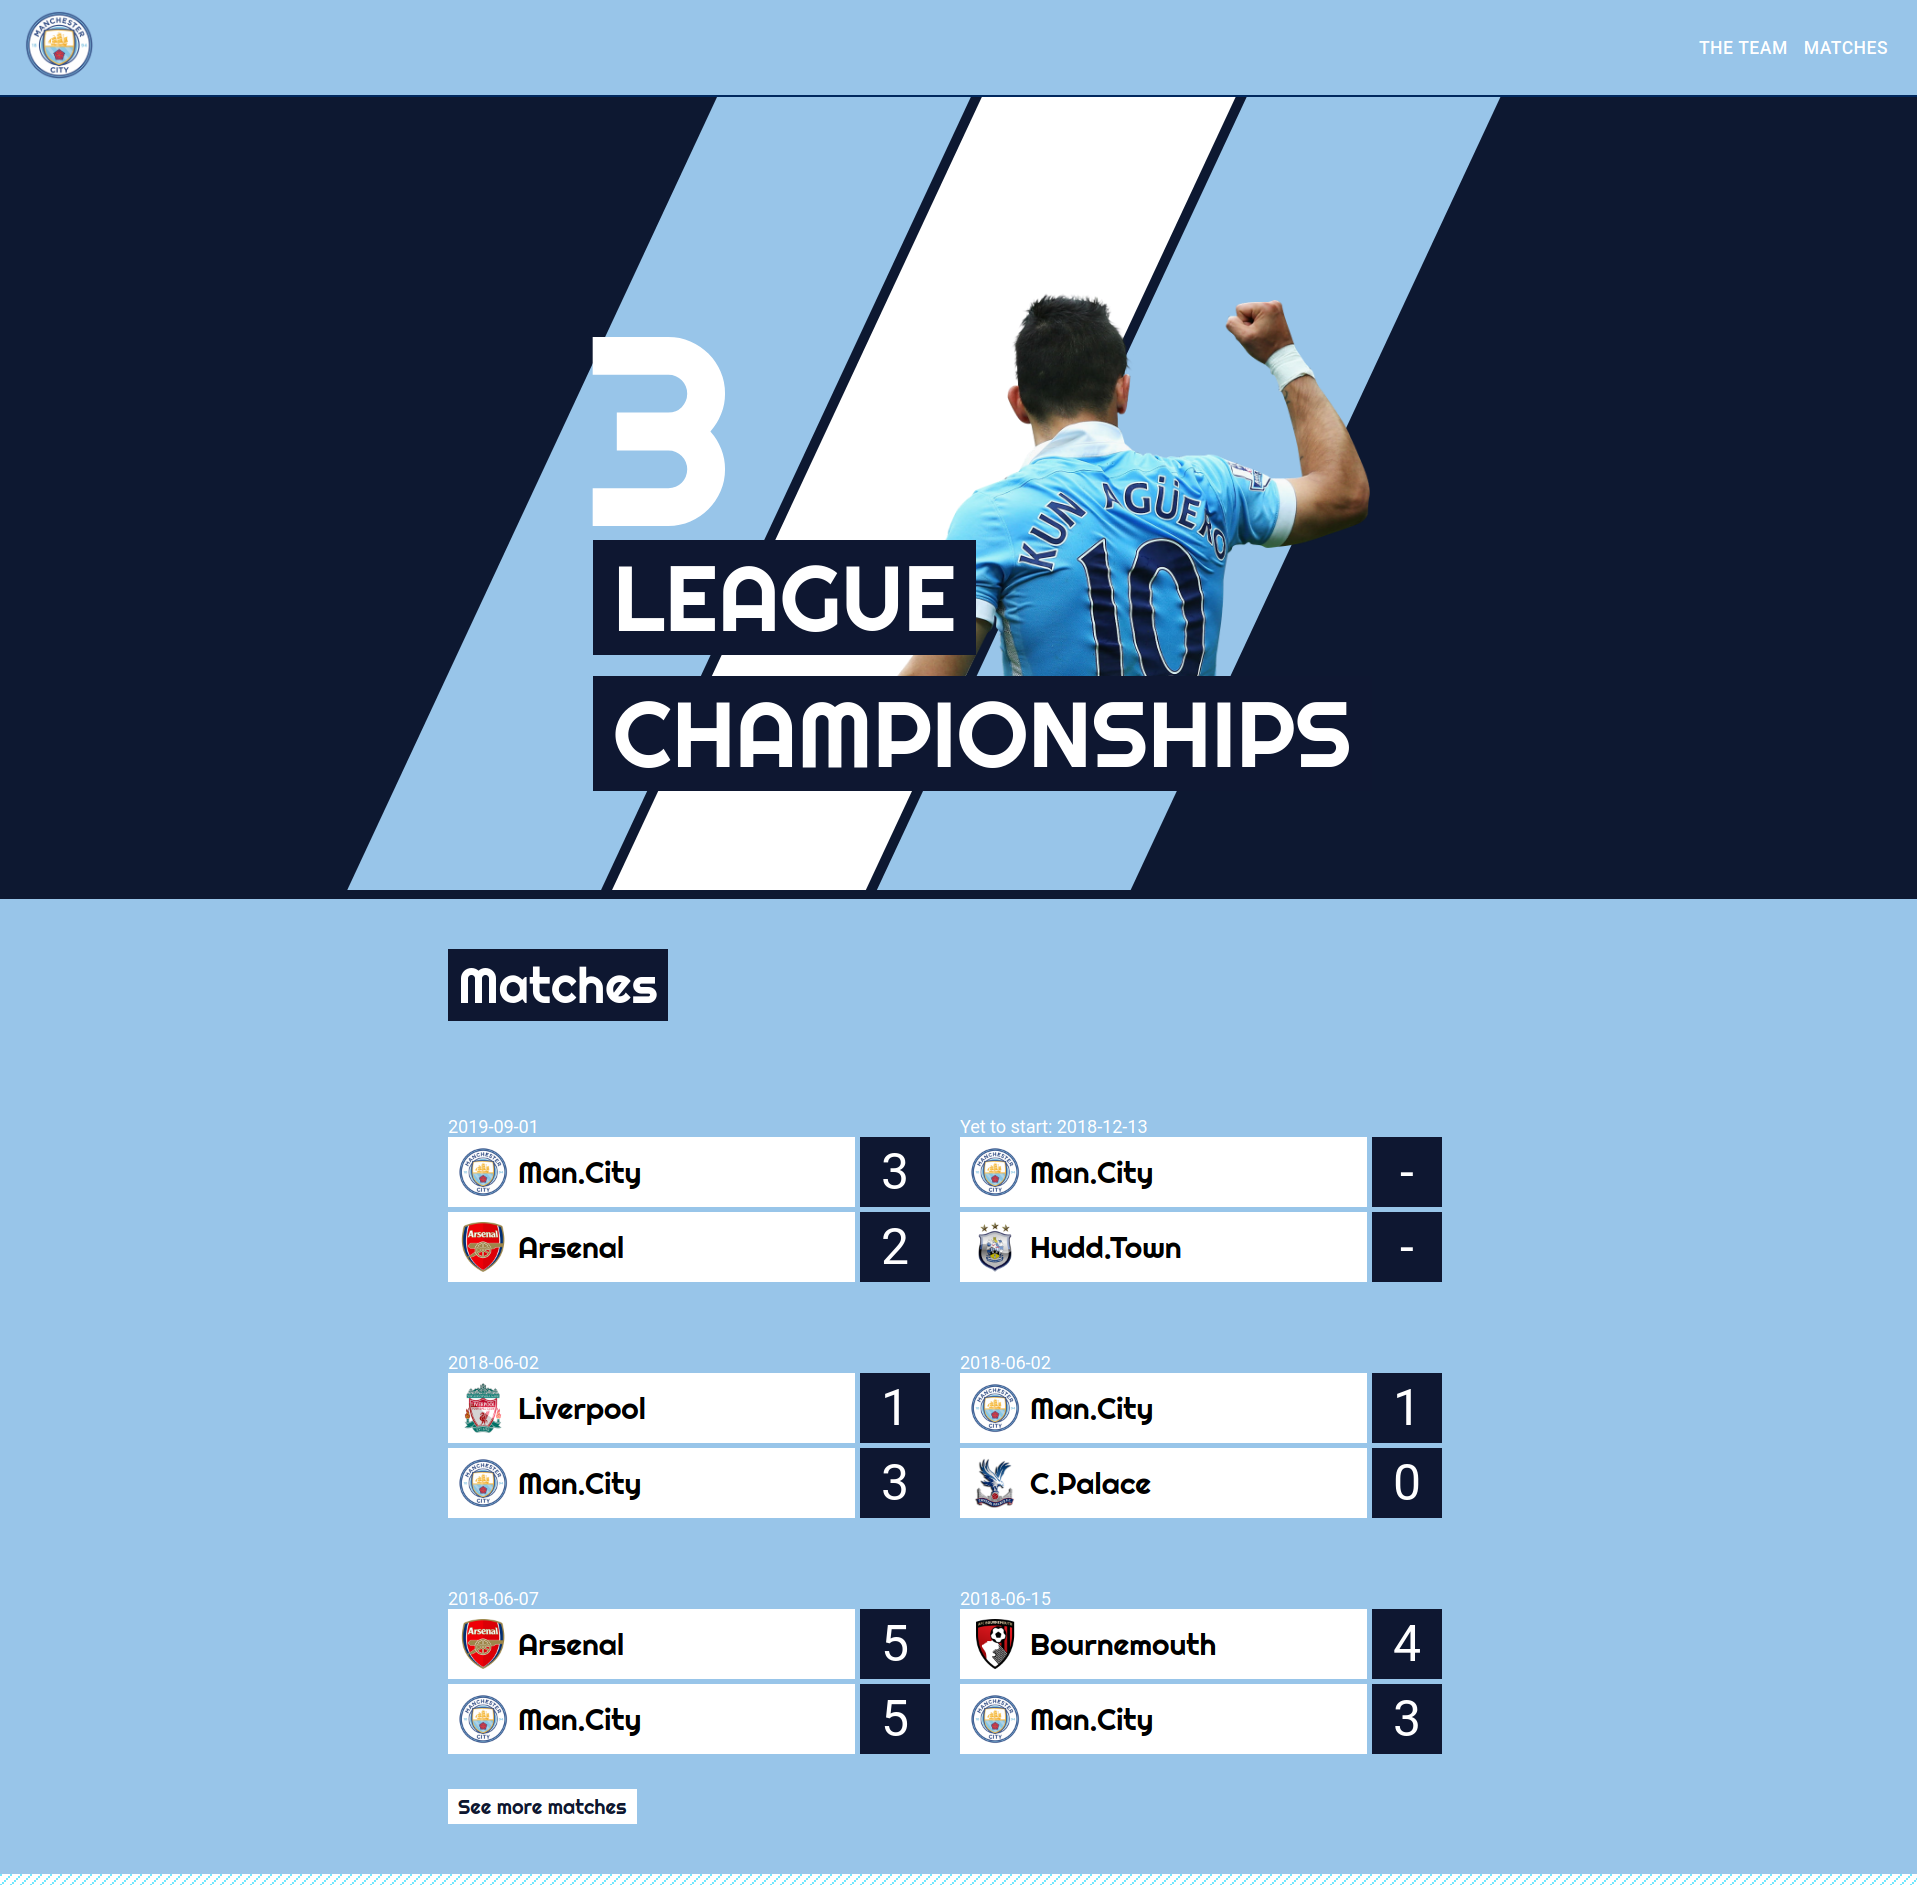 MANCHESTER
CITY
THE TEAM MATCHES
3
KUN AGÜERO
10
LEAGUE
CHAMPIONSHIPS
Matches
2019-09-01
Man.City 3
Arsenal
Arsenal 2
Yet to start: 2018-12-13
Man.City -
Hudd.Town -
2018-06-02
Liverpool 1
Man.City 3
2018-06-02
Man.City 1
C.Palace 0
2018-06-07
Arsenal
Arsenal 5
Man.City 5
2018-06-15
Bournemouth 4
Man.City 3
See more matches